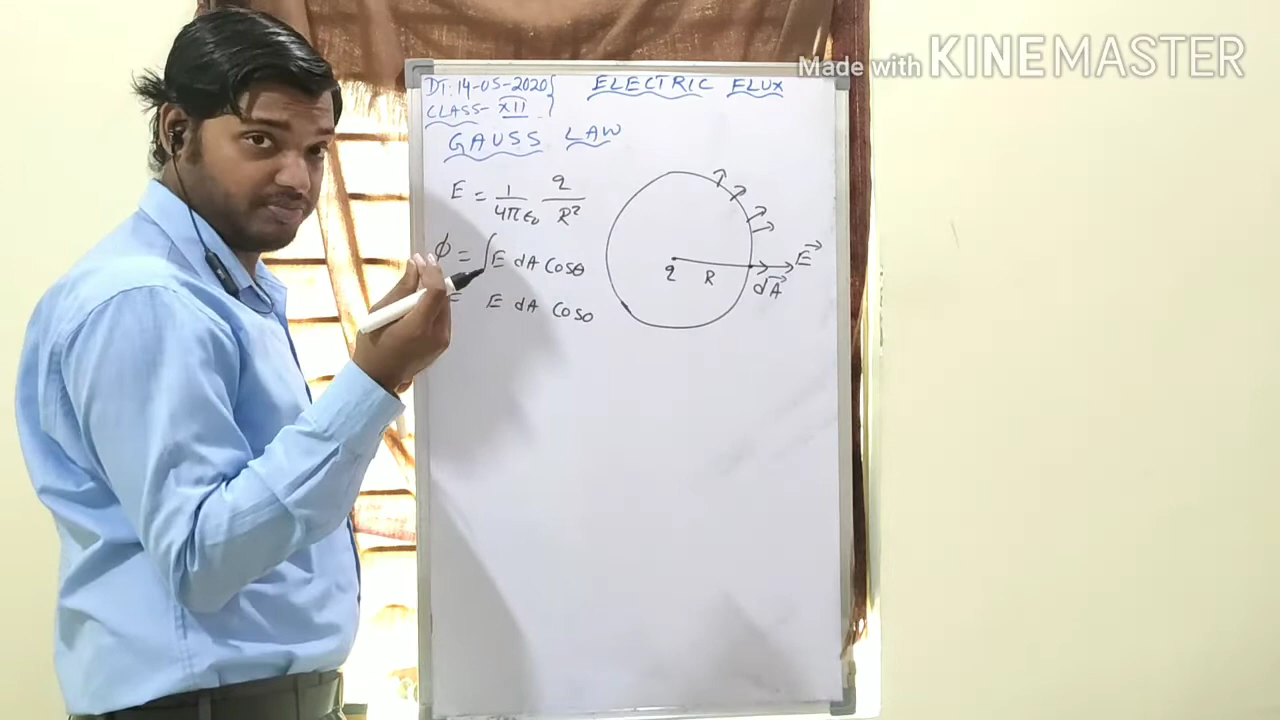 Made with KINEMASTER
DT: 14-05-2020
CLASS- XII
ELECTRIC FLUX
GAUSS LAW
E = 1/4πε₀ q/R²
ϕ = ∫E dA Cosθ
= E dA Coso
q R
E⃗
dA⃗